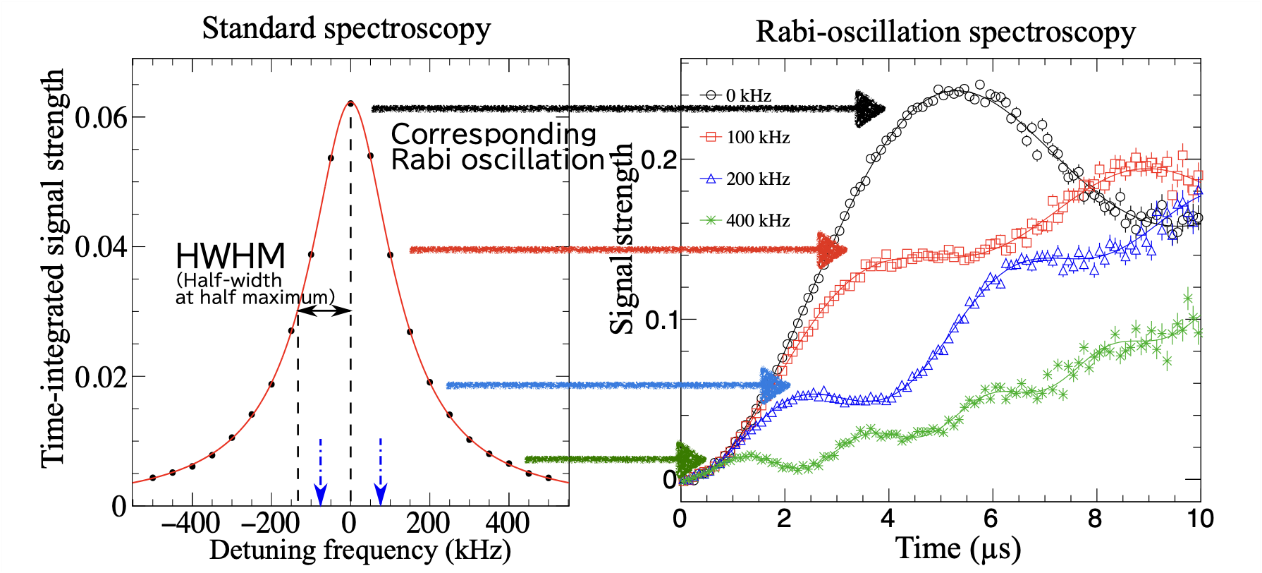 Standard spectroscopy
Time-integrated signal strength
0.06
0.04
0.02
0
HWHM
(Half-width
at half maximum)
Corresponding
Rabi oscillation
−400
−200
0
200
400
Detuning frequency (kHz)
Rabi-oscillation spectroscopy
Signal strength
0 kHz
100 kHz
200 kHz
400 kHz
0.2
0.1
0
0
2
4
6
8
10
Time (μs)